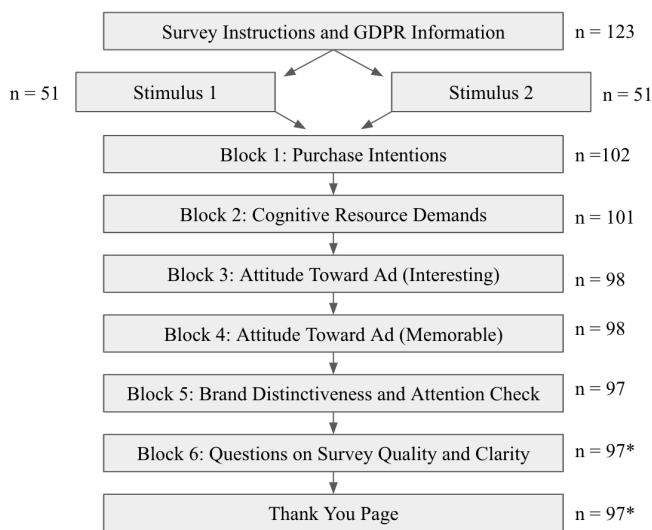 Survey Instructions and GDPR Information n = 123
n = 51 Stimulus 1 Stimulus 2 n = 51
Block 1: Purchase Intentions n =102
Block 2: Cognitive Resource Demands n = 101
Block 3: Attitude Toward Ad (Interesting) n = 98
Block 4: Attitude Toward Ad (Memorable) n = 98
Block 5: Brand Distinctiveness and Attention Check n = 97
Block 6: Questions on Survey Quality and Clarity n = 97*
Thank You Page n = 97*